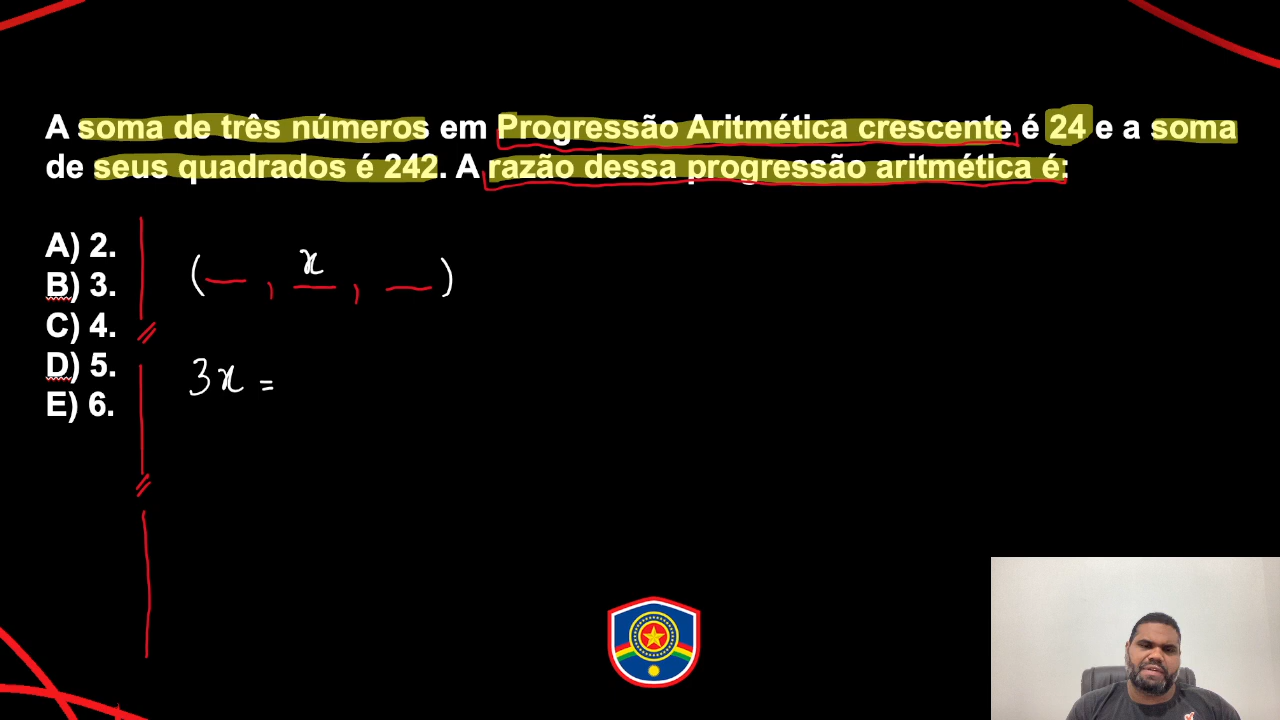 A soma de três números em Progressão Aritmética crescente é 24 e a soma
de seus quadrados é 242. A razão dessa progressão aritmética é:
A) 2.
B) 3.
C) 4.
D) 5.
E) 6.
( __ , x , __ )
3x =